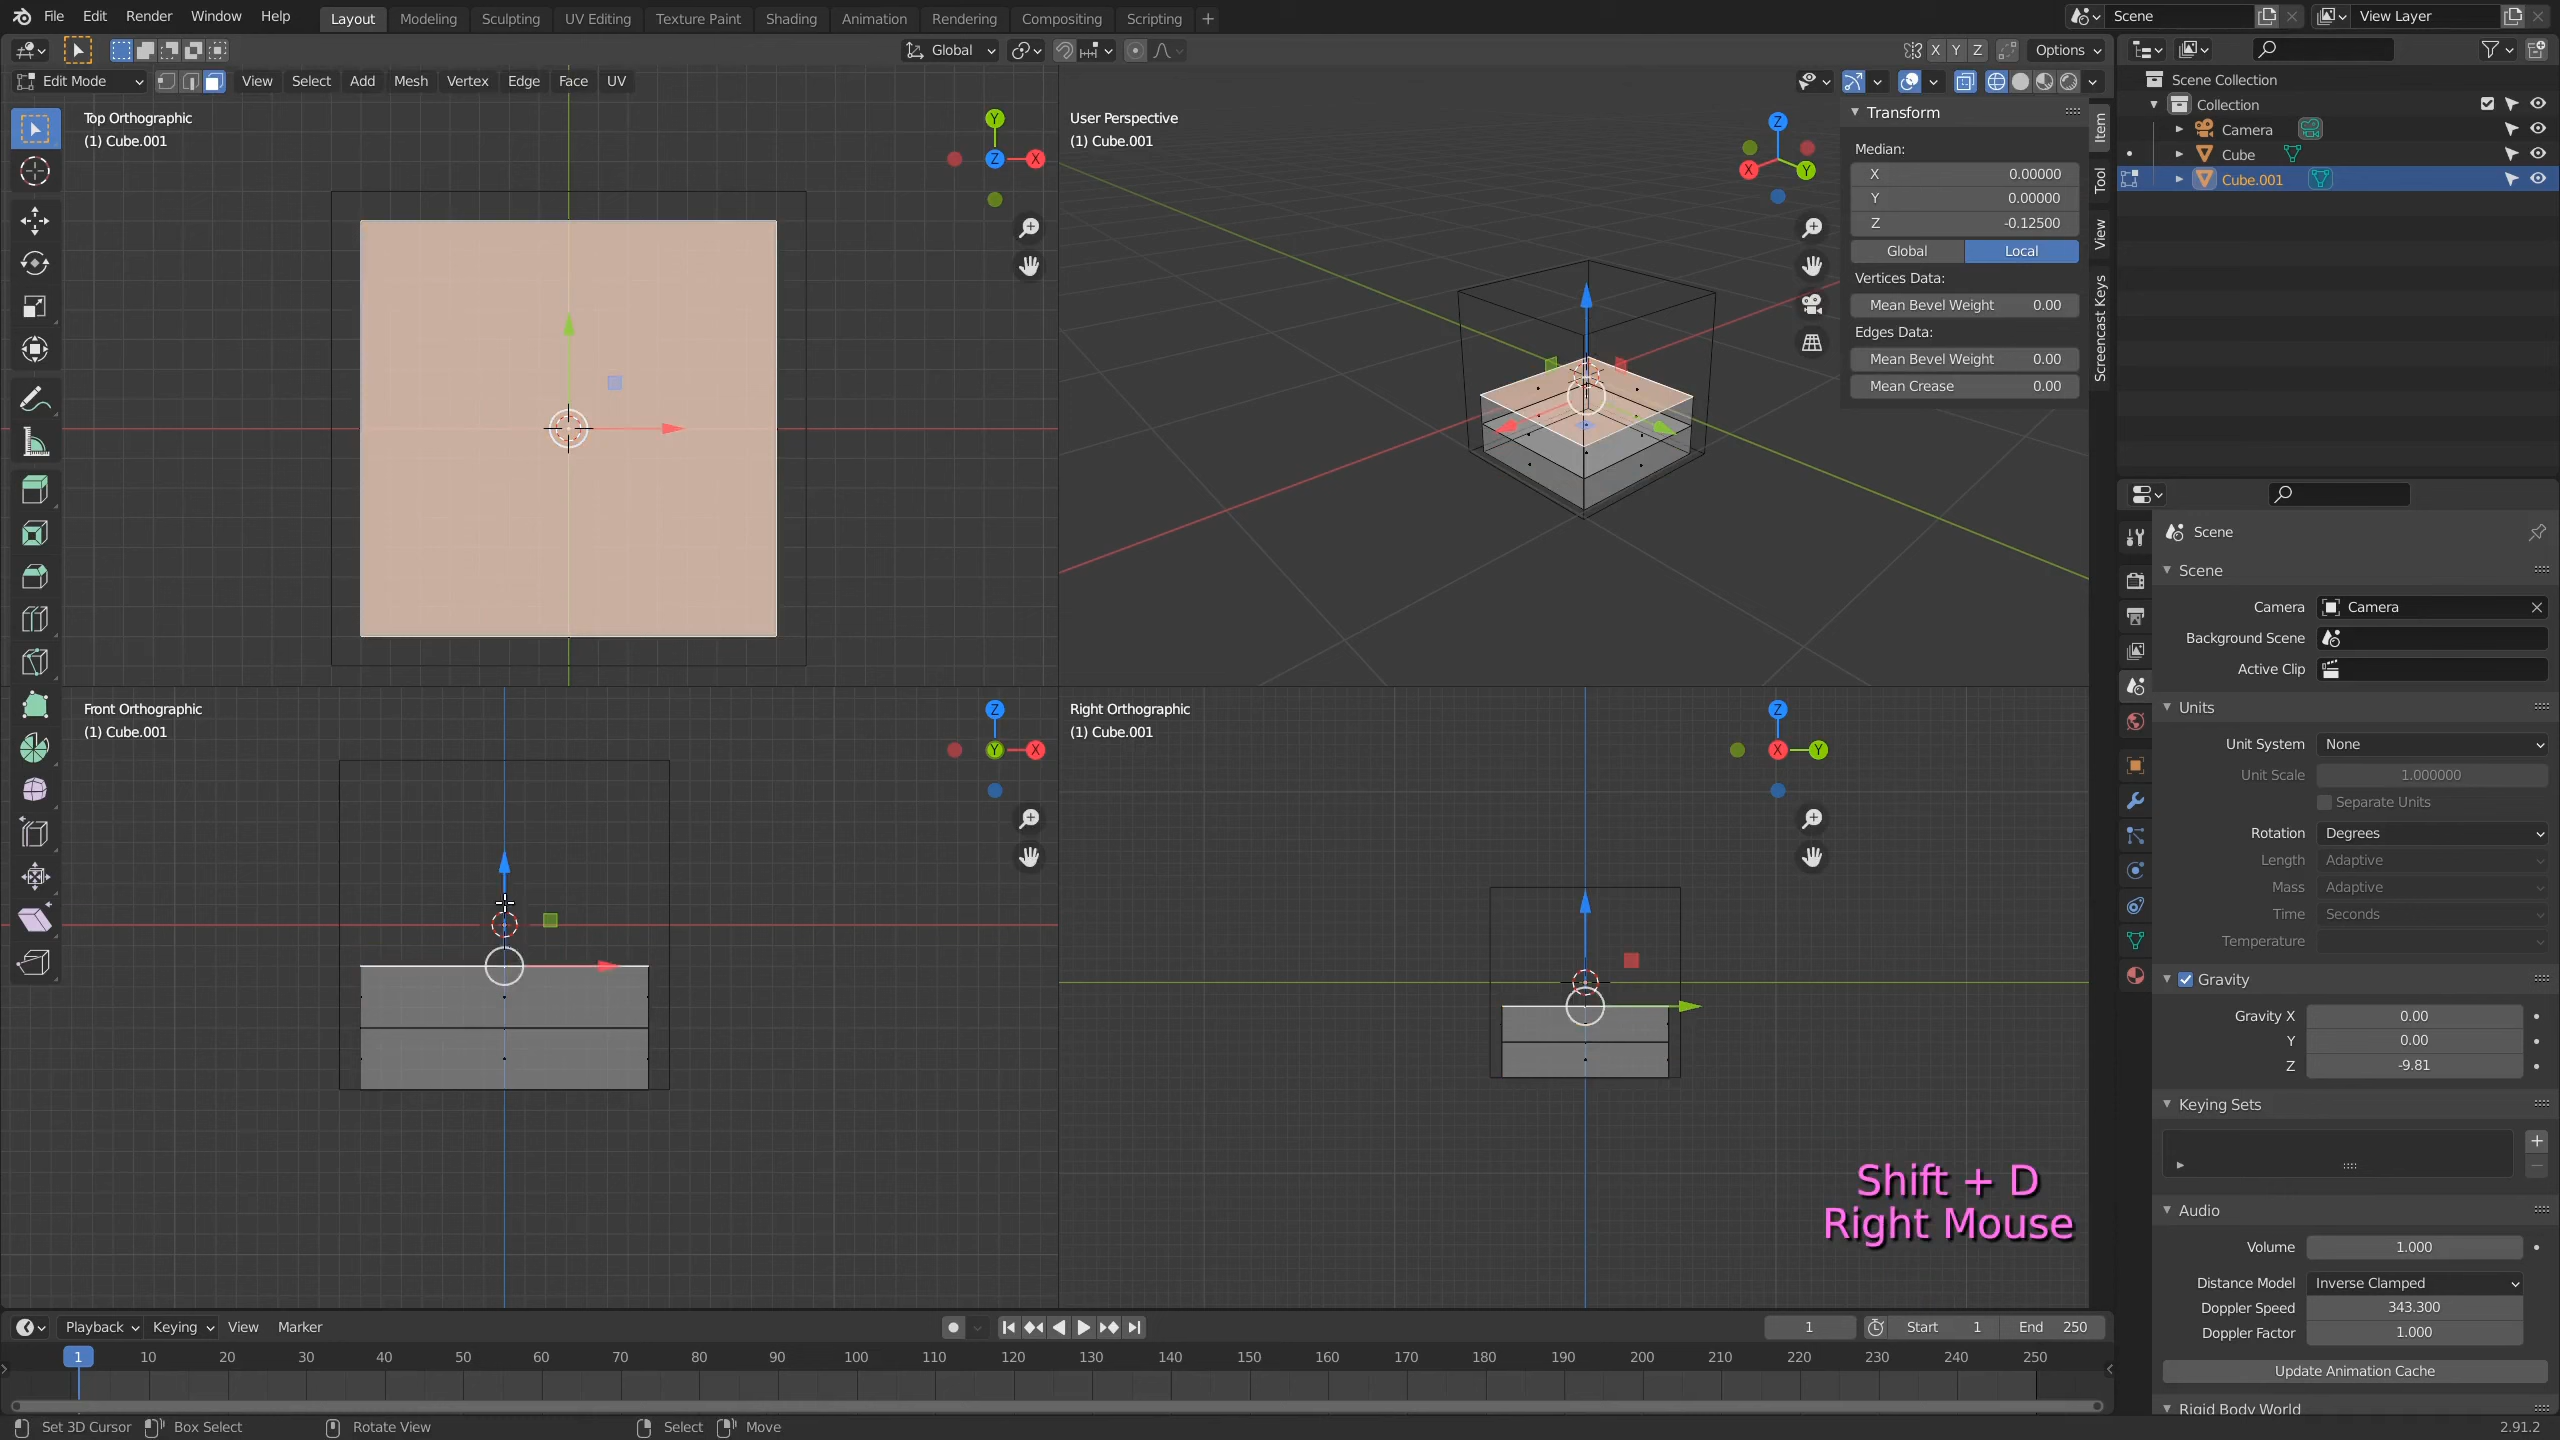 File Edit Render Window Help Layout Modeling Sculpting UV Editing Texture Paint Shading Animation Rendering Compositing Scripting + Scene View Layer
Global X Y Z Options
Edit Mode View Select Add Mesh Vertex Edge Face UV
Top Orthographic
(1) Cube.001
Y
Z
X
User Perspective
(1) Cube.001
Z
X
Y
Transform
Median:
X 0.00000
Y 0.00000
Z -0.12500
Global Local
Vertices Data:
Mean Bevel Weight 0.00
Edges Data:
Mean Bevel Weight 0.00
Mean Crease 0.00
Item
Tool
View
Screencast Keys
Scene Collection
Collection
Camera
Cube
Cube.001
Front Orthographic
(1) Cube.001
Z
Y
X
Right Orthographic
(1) Cube.001
Z
X
Y
Shift + D
Right Mouse
Scene
Scene
Camera Camera
Background Scene
Active Clip
Units
Unit System None
Unit Scale 1.000000
Separate Units
Rotation Degrees
Length Adaptive
Mass Adaptive
Time Seconds
Temperature
Gravity
Gravity X 0.00
Y 0.00
Z -9.81
Keying Sets
Audio
Volume 1.000
Distance Model Inverse Clamped
Doppler Speed 343.300
Doppler Factor 1.000
Update Animation Cache
Rigid Body World
Playback Keying View Marker 1 Start 1 End 250
1 10 20 30 40 50 60 70 80 90 100 110 120 130 140 150 160 170 180 190 200 210 220 230 240 250
Set 3D Cursor Box Select Rotate View Select Move 2.91.2